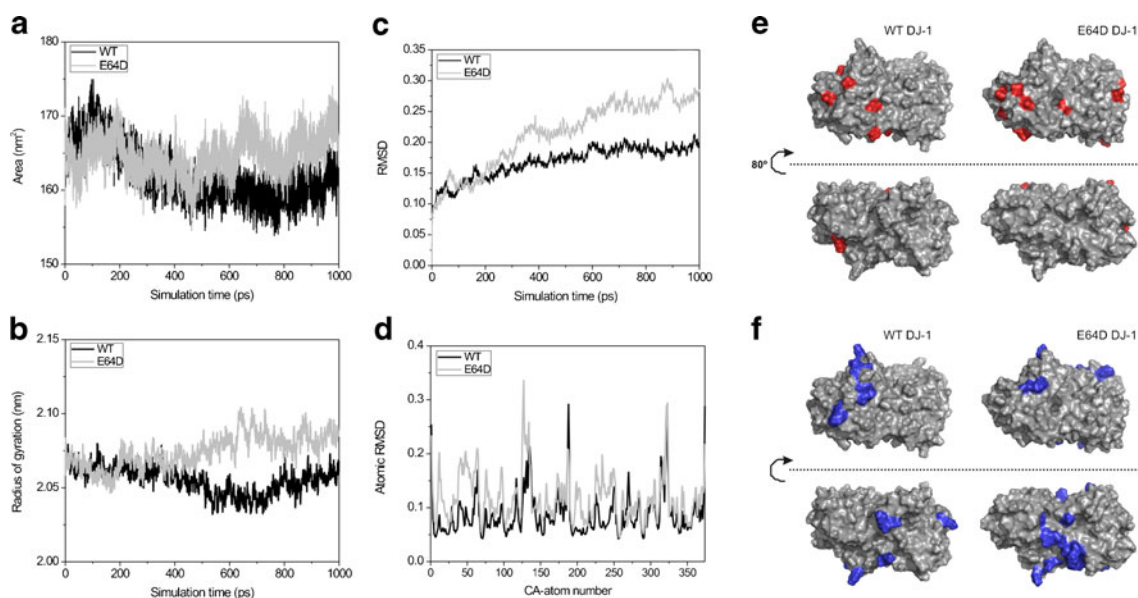 a
180
170
160
150
Area (nm²)
WT
E64D
0 200 400 600 800 1000
Simulation time (ps)
b
2.15
2.10
2.05
2.00
Radius of gyration (nm)
WT
E64D
0 200 400 600 800 1000
Simulation time (ps)
c
0.35
0.30
0.25
0.20
0.15
0.10
0.05
0.00
RMSD
WT
E64D
0 200 400 600 800 1000
Simulation time (ps)
d
0.4
0.3
0.2
0.1
0.0
Atomic RMSD
WT
E64D
0 50 100 150 200 250 300 350
CA-atom number
e
WT DJ-1 E64D DJ-1
80°
f
WT DJ-1 E64D DJ-1